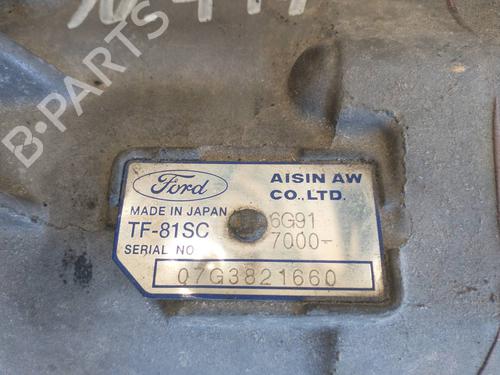 B-PARTS
Ford
AISIN AW
CO.,LTD.
MADE IN JAPAN
TF-81SC
6G91
7000-
SERIAL NO
07G3821660